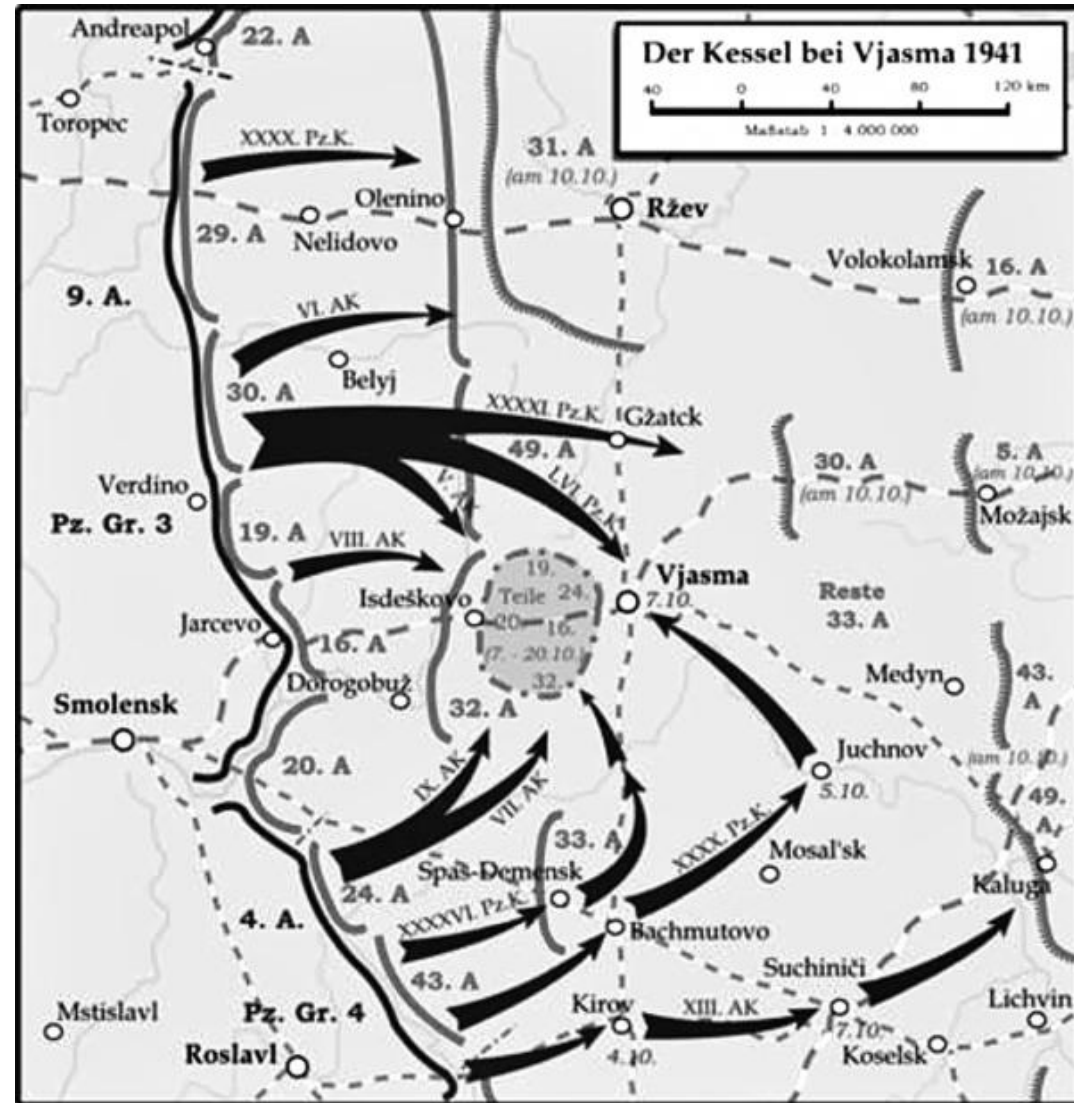 Andreapol
22. A
Der Kessel bei Vjasma 1941
40 0 40 80 120 km
Maßstab 1 4 000 000
Toropec
XXXX. Pz.K.
31. A
(am 10.10.)
Olenino
Ržev
29. A
Nelidovo
Volokolamsk
16. A
(am 10.10.)
9. A.
VI. AK
Belyj
30. A
XXXXI. Pz.K.
Gžatck
49. A
V. AK
LVI. Pz.K.
30. A
(am 10.10.)
5. A
(am 10.10.)
Možajsk
Verdino
Pz. Gr. 3
19. A
VIII. AK
Isdeškovo
19.
Teile 24.
20. 16.
(7. - 20.10.)
32.
Vjasma
7.10.
Reste
33. A
Jarcevo
16. A
Dorogobuž
32. A
Medyn
43.
A
(am 10.10.)
Smolensk
20. A
IX. AK
VII. AK
Juchnov
5.10.
49.
A
33. A
XXXX. Pz.K.
Mosal'sk
Kaluga
Spas-Demensk
24. A
XXXXVI. Pz.K.
4. A.
Bachmutovo
43. A
Suchiniči
7.10.
Mstislavl
Pz. Gr. 4
Kirov
4.10.
XIII. AK
Lichvin
Roslavl
Koselsk